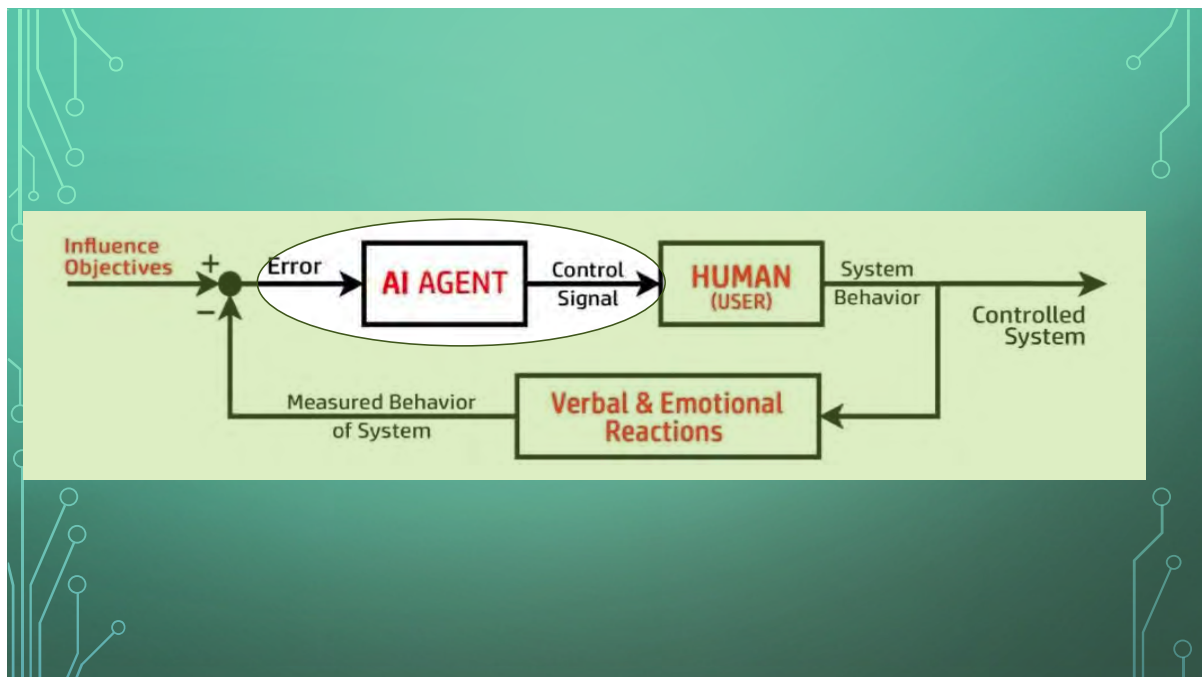 Influence
Objectives
+
−
Error
AI AGENT
Control
Signal
HUMAN
(USER)
System
Behavior
Controlled
System
Measured Behavior
of System
Verbal & Emotional
Reactions